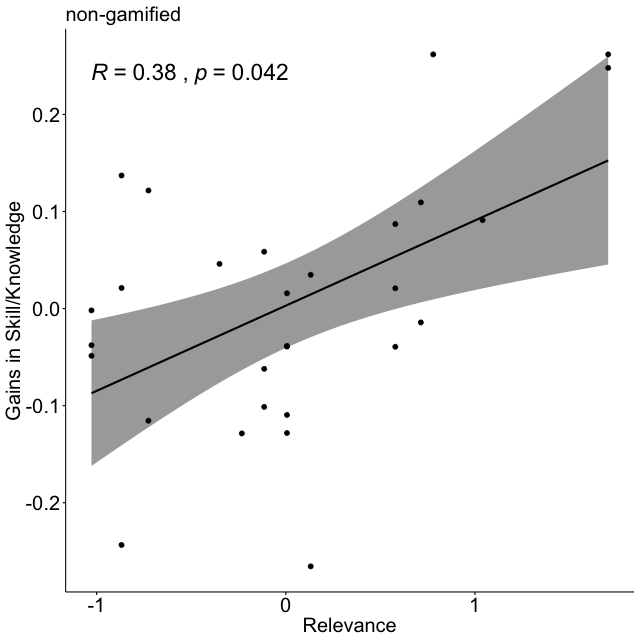 non-gamified
R = 0.38 , p = 0.042
Gains in Skill/Knowledge
0.2
0.1
0.0
-0.1
-0.2
-1
0
1
Relevance